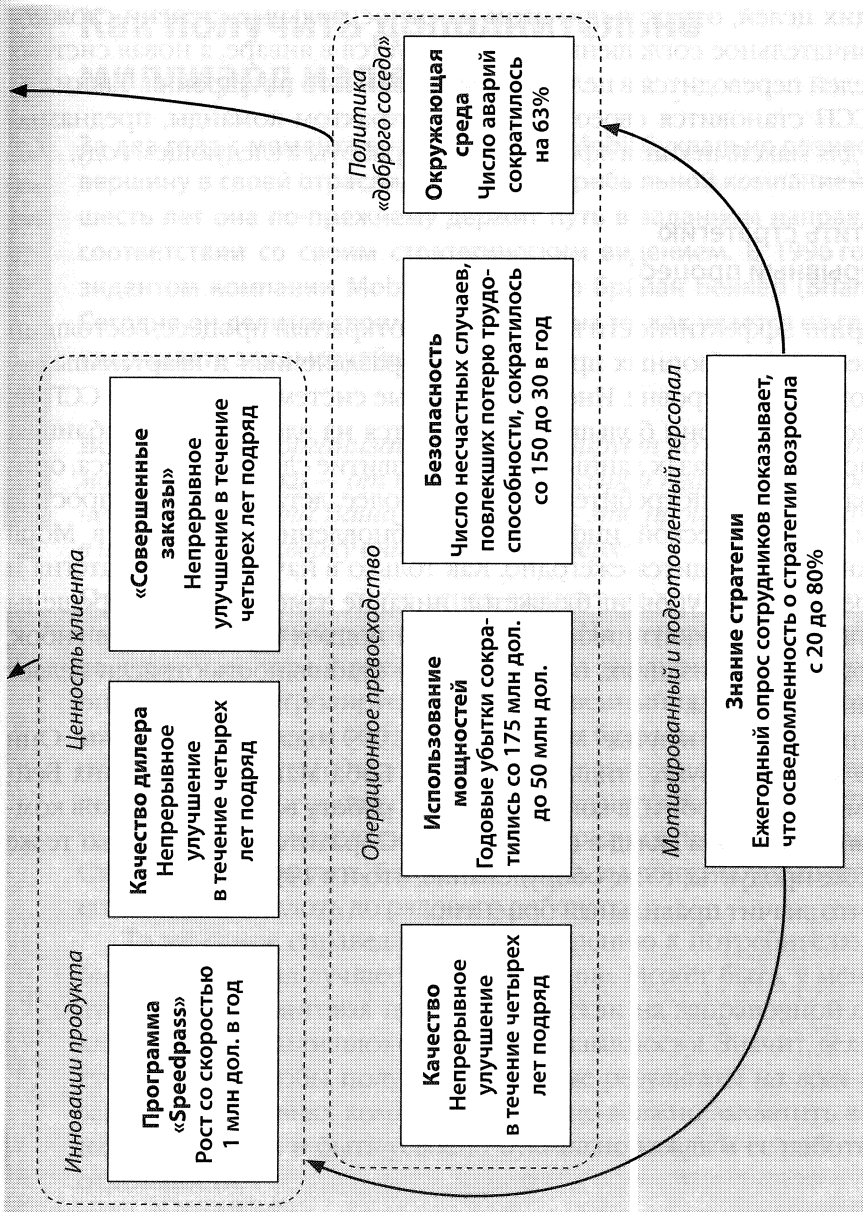 Инновации продукта
Ценность клиента
Программа
«Speedpass»
Рост со скоростью
1 млн дол. в год
Качество дилера
Непрерывное
улучшение
в течение четырех
лет подряд
«Совершенные
заказы»
Непрерывное
улучшение в течение
четырех лет подряд
Операционное превосходство
Политика
«доброго соседа»
Качество
Непрерывное
улучшение
в течение четырех
лет подряд
Использование
мощностей
Годовые убытки сокра-
тились со 175 млн дол.
до 50 млн дол.
Безопасность
Число несчастных случаев,
повлекших потерю трудо-
способности, сократилось
со 150 до 30 в год
Окружающая
среда
Число аварий
сократилось
на 63%
Мотивированный и подготовленный персонал
Знание стратегии
Ежегодный опрос сотрудников показывает,
что осведомленность о стратегии возросла
с 20 до 80%